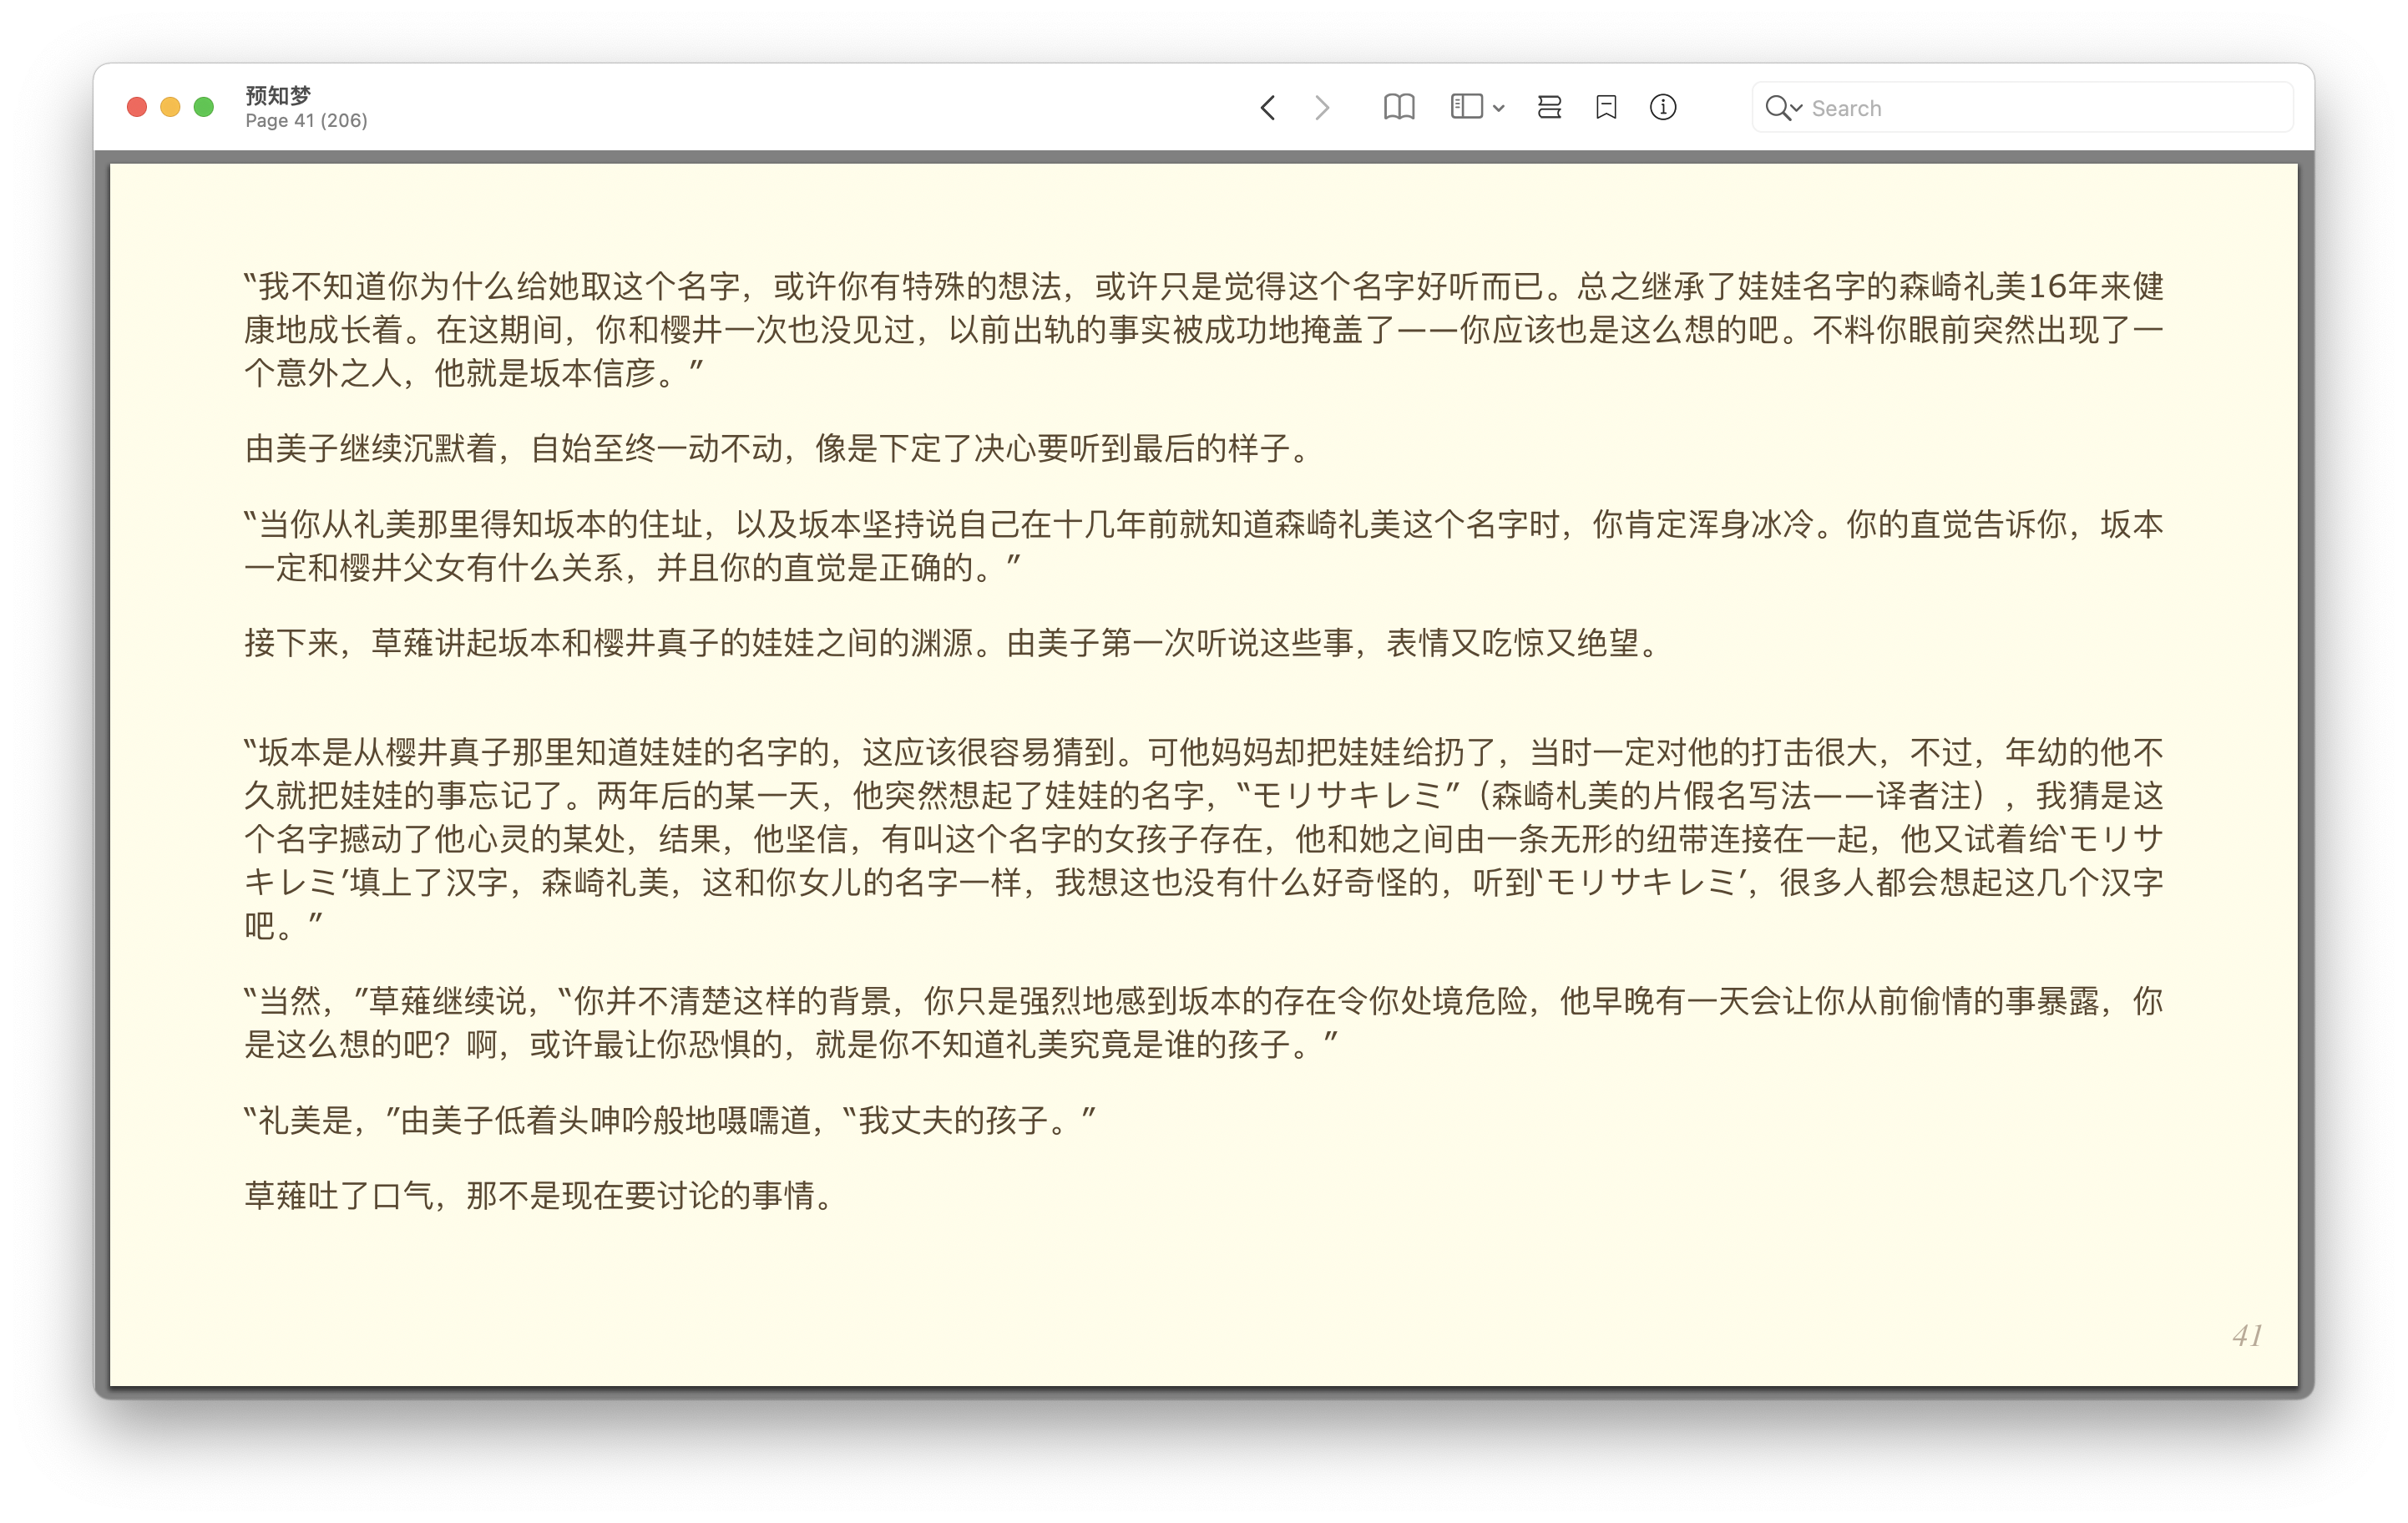 预知梦
Page 41 (206)
Search
“我不知道你为什么给她取这个名字，或许你有特殊的想法，或许只是觉得这个名字好听而已。总之继承了娃娃名字的森崎礼美16年来健
康地成长着。在这期间，你和樱井一次也没见过，以前出轨的事实被成功地掩盖了——你应该也是这么想的吧。不料你眼前突然出现了一
个意外之人，他就是坂本信彦。”
由美子继续沉默着，自始至终一动不动，像是下定了决心要听到最后的样子。
“当你从礼美那里得知坂本的住址，以及坂本坚持说自己在十几年前就知道森崎礼美这个名字时，你肯定浑身冰冷。你的直觉告诉你，坂本
一定和樱井父女有什么关系，并且你的直觉是正确的。”
接下来，草薙讲起坂本和樱井真子的娃娃之间的渊源。由美子第一次听说这些事，表情又吃惊又绝望。
“坂本是从樱井真子那里知道娃娃的名字的，这应该很容易猜到。可他妈妈却把娃娃给扔了，当时一定对他的打击很大，不过，年幼的他不
久就把娃娃的事忘记了。两年后的某一天，他突然想起了娃娃的名字，“モリサキレミ”（森崎札美的片假名写法——译者注），我猜是这
个名字撼动了他心灵的某处，结果，他坚信，有叫这个名字的女孩子存在，他和她之间由一条无形的纽带连接在一起，他又试着给‘モリサ
キレミ’填上了汉字，森崎礼美，这和你女儿的名字一样，我想这也没有什么好奇怪的，听到‘モリサキレミ’，很多人都会想起这几个汉字
吧。”
“当然，”草薙继续说，“你并不清楚这样的背景，你只是强烈地感到坂本的存在令你处境危险，他早晚有一天会让你从前偷情的事暴露，你
是这么想的吧？啊，或许最让你恐惧的，就是你不知道礼美究竟是谁的孩子。”
“礼美是，”由美子低着头呻吟般地嗫嚅道，“我丈夫的孩子。”
草薙吐了口气，那不是现在要讨论的事情。
41